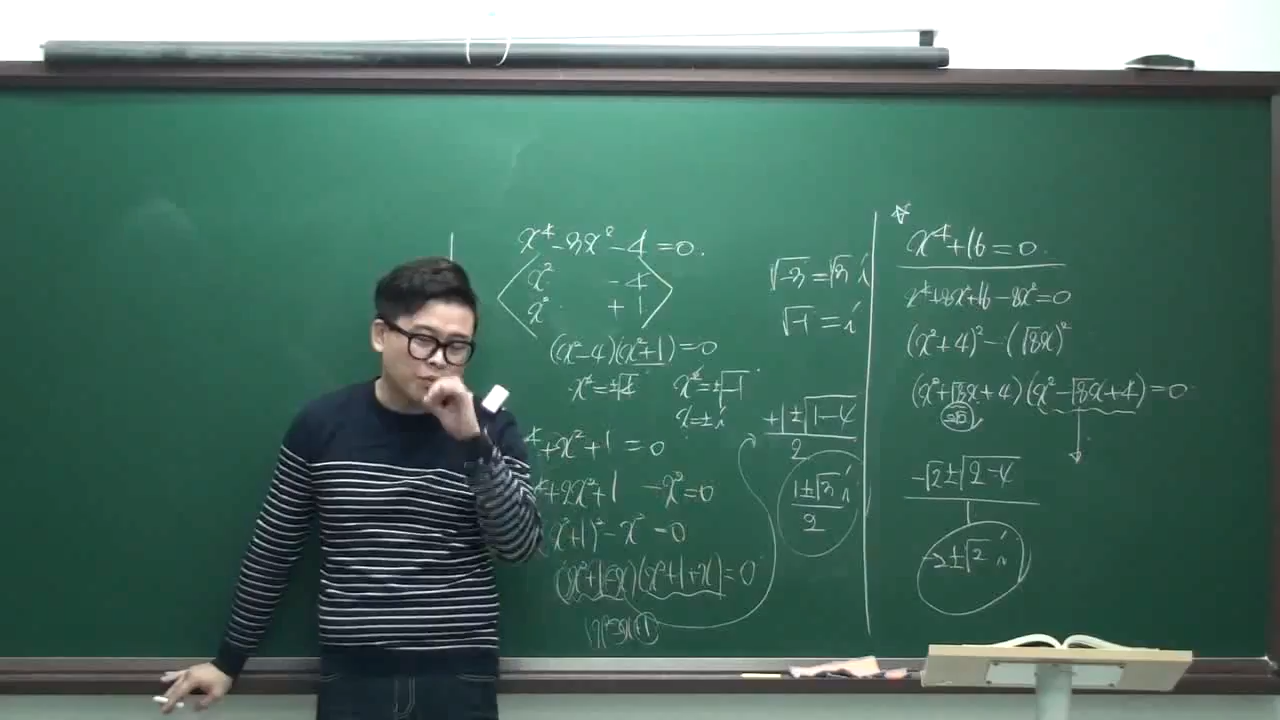 x⁴-3x²-4=0.
x² -4
x² +1
(x²-4)(x²+1)=0
x²=±√4 x²=±√-1
x=±i
+x²+1=0
+2x²+1 -x²=0
(x²+1)²-x²=0
(x²+1-x)(x²+1+x)=0
√-3=√3 i
√-1=i
+1±√1-4
2
1±√3 i
2
☆
x⁴+16=0.
x⁴+8x²+16-8x²=0
(x²+4)²-(√8x)²
(x²+√8x+4)(x²-√8x+4)=0
2√2
-√2±√2-4
-√2±√2 i